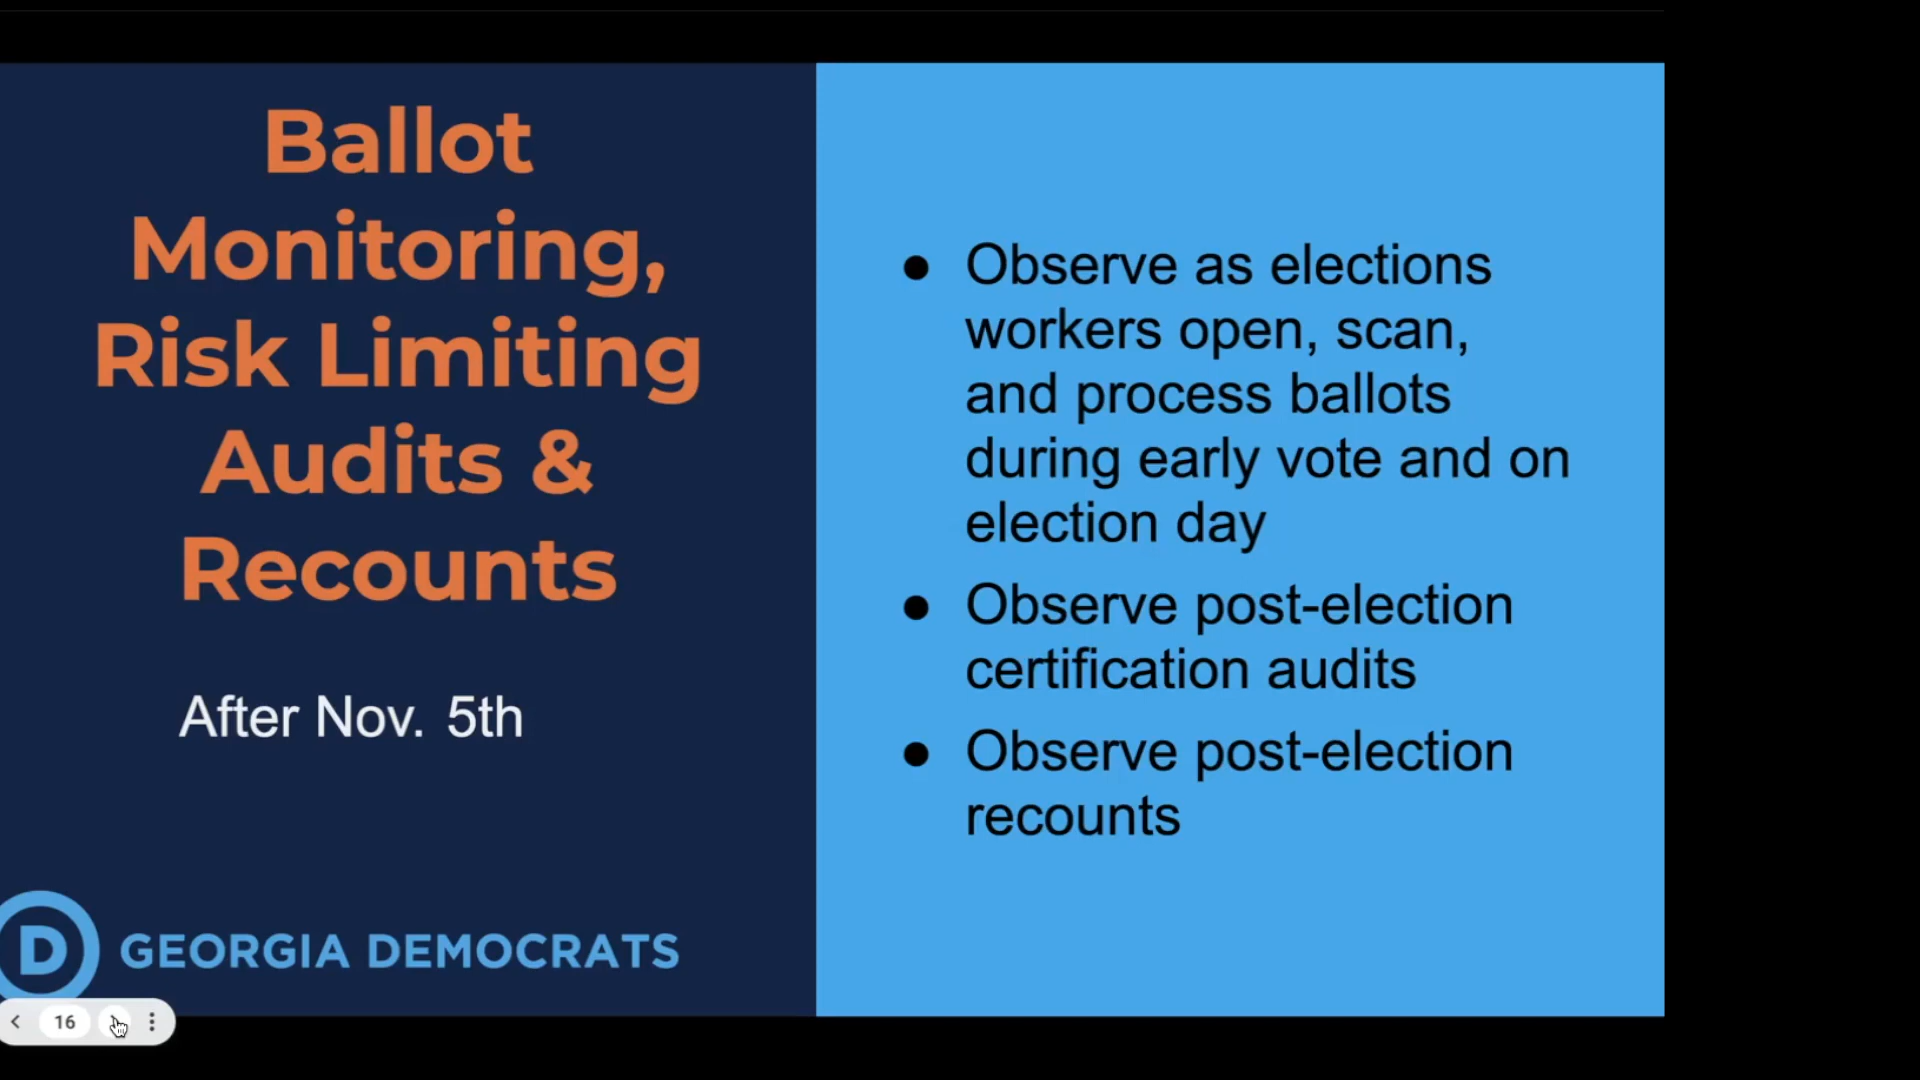 Ballot
Monitoring,
Risk Limiting
Audits &
Recounts
After Nov. 5th
D GEORGIA DEMOCRATS
● Observe as elections
workers open, scan,
and process ballots
during early vote and on
election day
● Observe post-election
certification audits
● Observe post-election
recounts
16